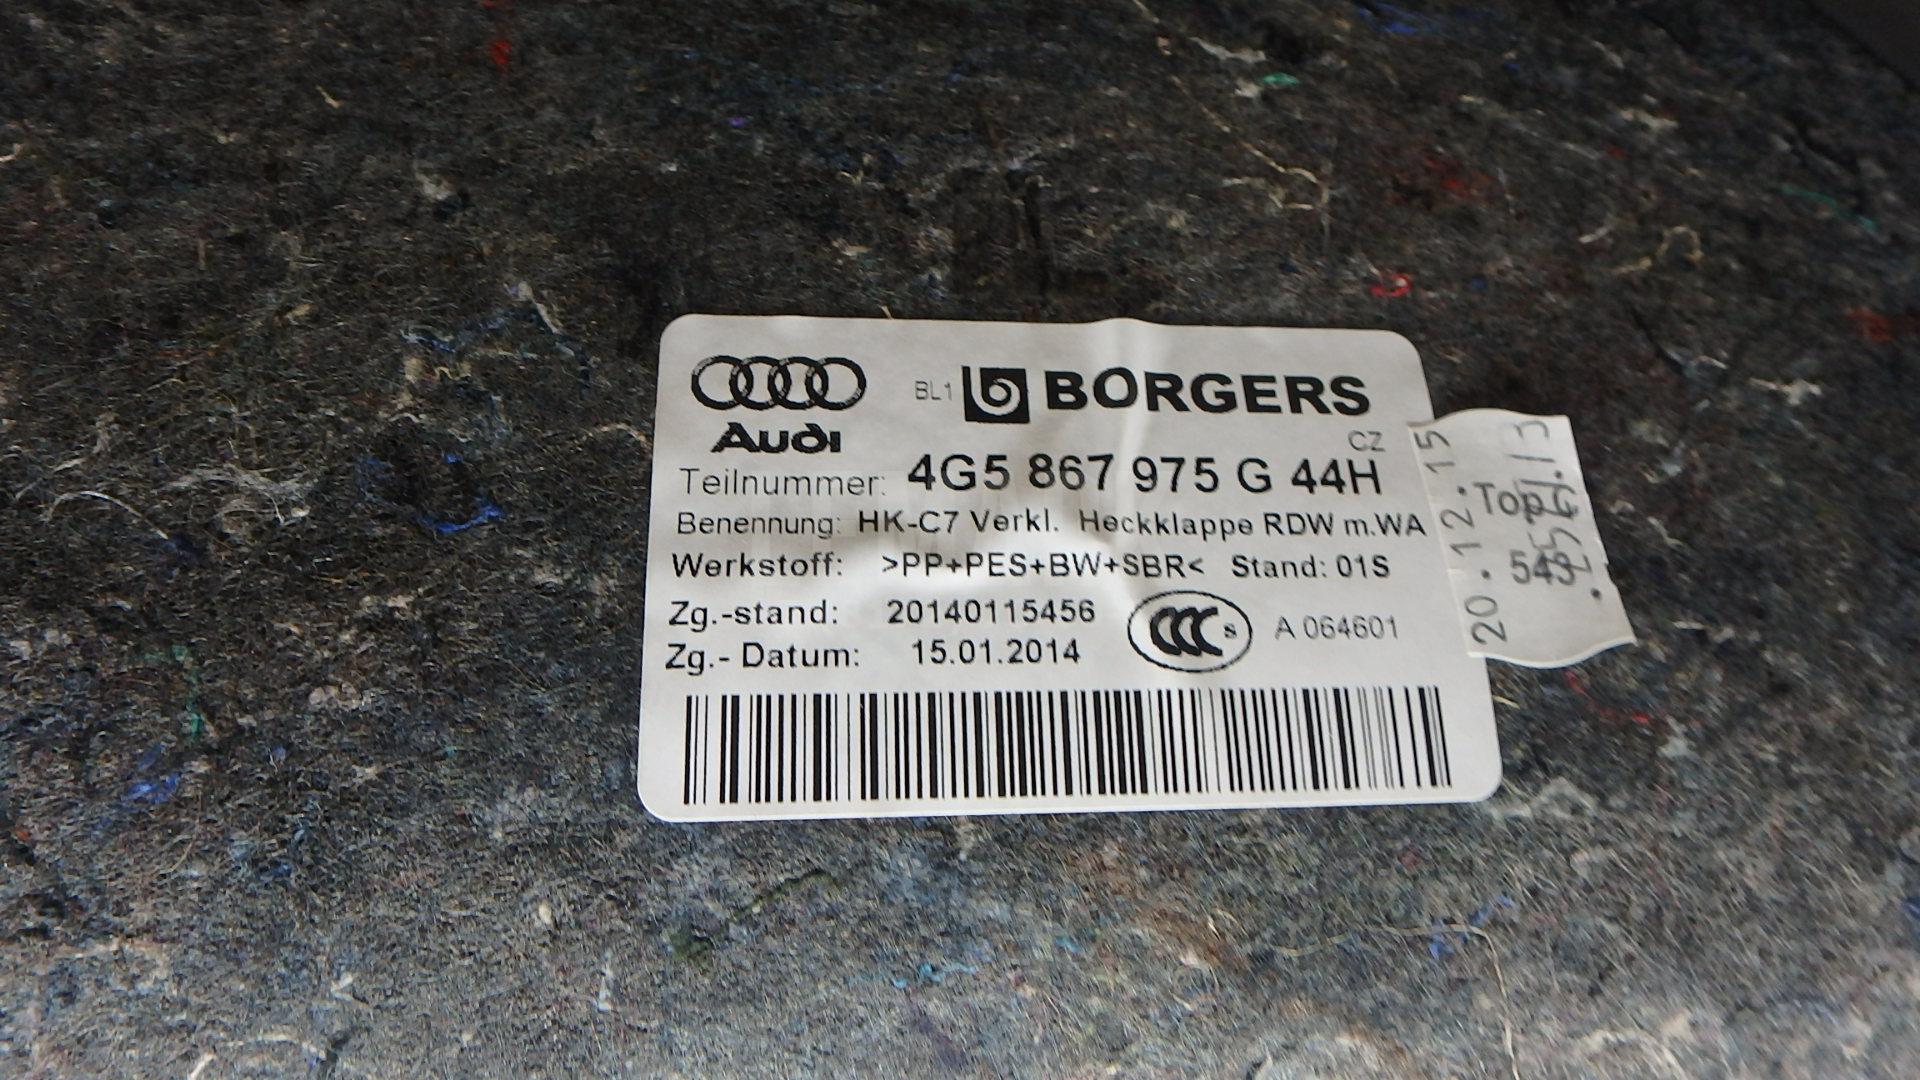 Audi
BL1 BORGERS
CZ
Teilnummer: 4G5 867 975 G 44H
Benennung: HK-C7 Verkl. Heckklappe RDW m.WA
Werkstoff: >PP+PES+BW+SBR< Stand: 01S
Zg.-stand: 20140115456
Zg.- Datum: 15.01.2014
CCC S A 064601
20.12.15
Top